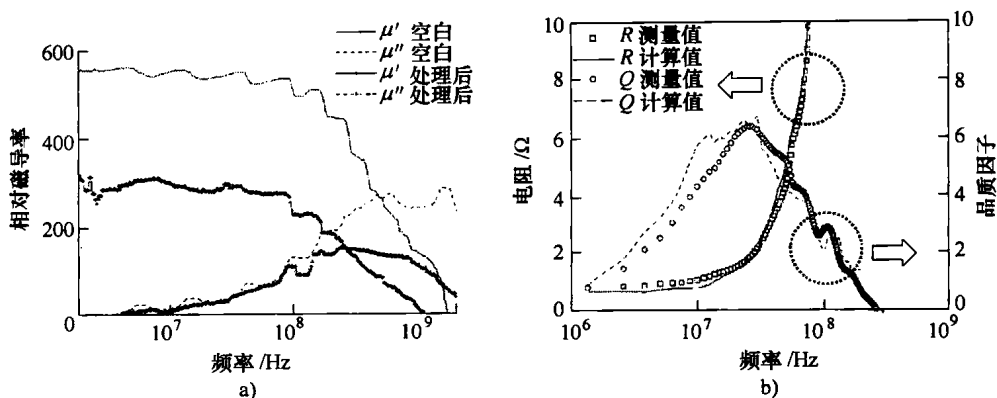 μ′ 空白
μ″ 空白
μ′ 处理后
μ″ 处理后
600
400
200
0
相对磁导率
10⁷
10⁸
10⁹
频率 /Hz
a)
R 测量值
R 计算值
Q 测量值
Q 计算值
10
8
6
4
2
0
电阻 /Ω
10
8
6
4
2
0
品质因子
10⁶
10⁷
10⁸
10⁹
频率 /Hz
b)